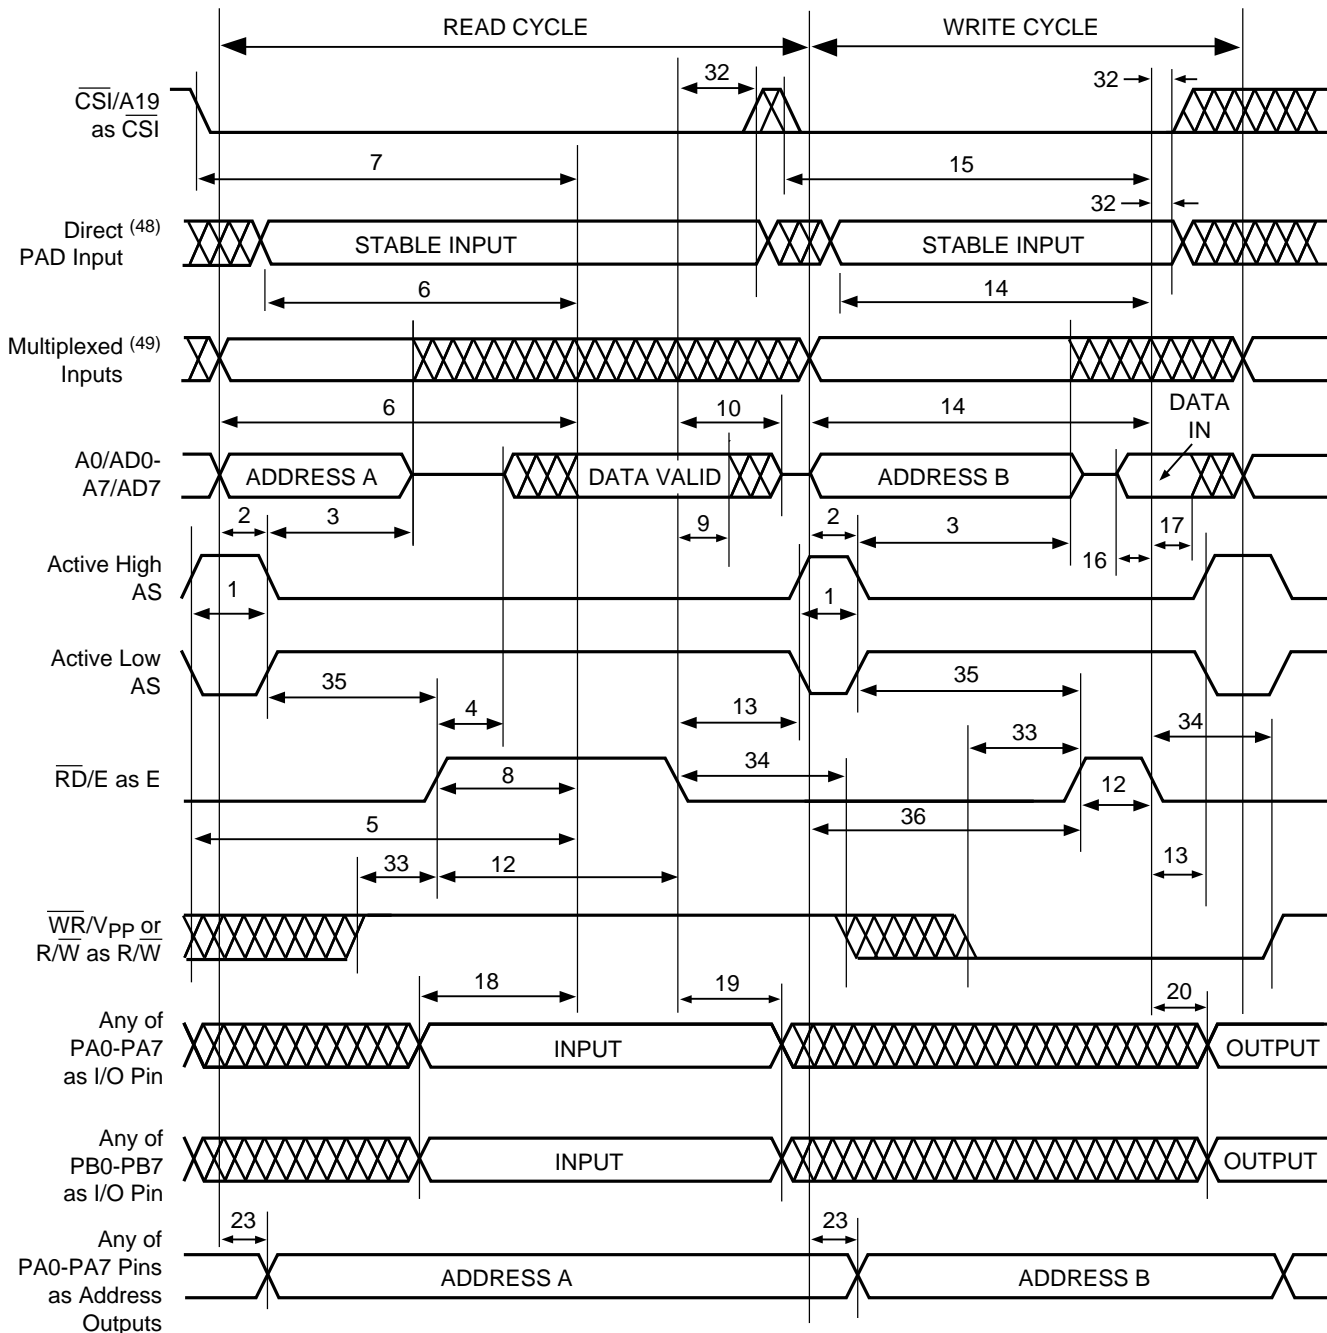 READ CYCLE WRITE CYCLE
32 32
C̅S̅I̅/A19
as C̅S̅I̅
7 15
32
Direct (48)
PAD Input
STABLE INPUT STABLE INPUT
6 14
Multiplexed (49)
Inputs
6 10 14 DATA
IN
A0/AD0-
A7/AD7
ADDRESS A DATA VALID ADDRESS B
2 3 9 2 3 17
16
Active High
AS
1 1
Active Low
AS
35 35
4 13 34
33
34
R̅D̅/E as E
8 12
5 36
33 12 13
W̅R̅/VPP or
R/W̅ as R/W̅
18 19 20
Any of
PA0-PA7
as I/O Pin
INPUT OUTPUT
Any of
PB0-PB7
as I/O Pin
INPUT OUTPUT
23 23
Any of
PA0-PA7 Pins
as Address
Outputs
ADDRESS A ADDRESS B